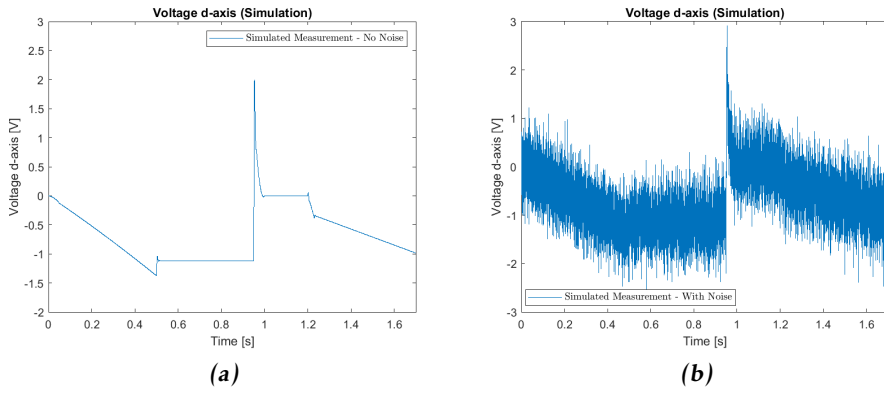 Voltage d-axis (Simulation)
Simulated Measurement - No Noise
Voltage d-axis [V]
3
2.5
2
1.5
1
0.5
0
-0.5
-1
-1.5
-2
0 0.2 0.4 0.6 0.8 1 1.2 1.4 1.6
Time [s]
(a)
Voltage d-axis (Simulation)
Voltage d-axis [V]
3
2
1
0
-1
-2
-3
Simulated Measurement - With Noise
0 0.2 0.4 0.6 0.8 1 1.2 1.4 1.6
Time [s]
(b)